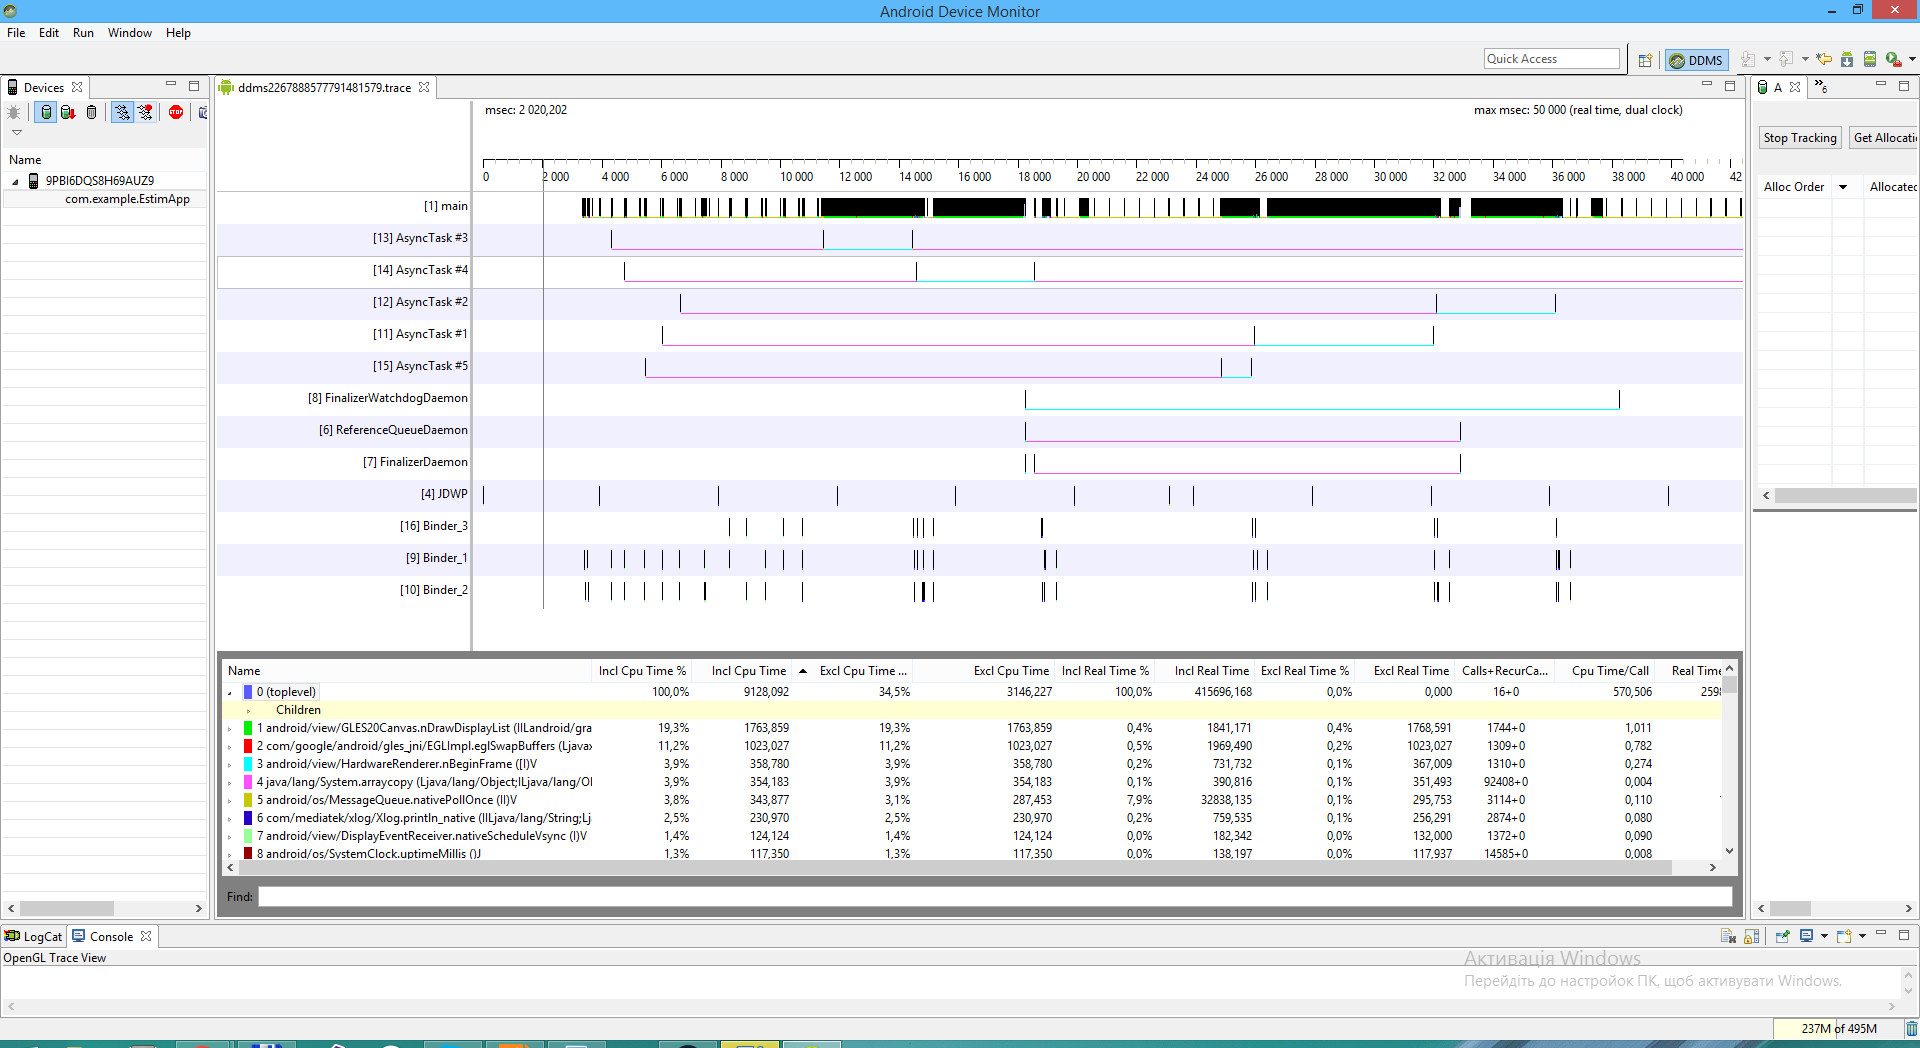 Android Device Monitor
File Edit Run Window Help
Quick Access
DDMS
Devices
Name
9PBI6DQS8H69AUZ9
com.example.EstimApp
ddms2267888577791481579.trace
msec: 2 020,202
max msec: 50 000 (real time, dual clock)
0 2 000 4 000 6 000 8 000 10 000 12 000 14 000 16 000 18 000 20 000 22 000 24 000 26 000 28 000 30 000 32 000 34 000 36 000 38 000 40 000 42
[1] main
[13] AsyncTask #3
[14] AsyncTask #4
[12] AsyncTask #2
[11] AsyncTask #1
[15] AsyncTask #5
[8] FinalizerWatchdogDaemon
[6] ReferenceQueueDaemon
[7] FinalizerDaemon
[4] JDWP
[16] Binder_3
[9] Binder_1
[10] Binder_2
Name Incl Cpu Time % Incl Cpu Time Excl Cpu Time ... Excl Cpu Time Incl Real Time % Incl Real Time Excl Real Time % Excl Real Time Calls+RecurCa... Cpu Time/Call Real Time
0 (toplevel) 100,0% 9128,092 34,5% 3146,227 100,0% 415696,168 0,0% 0,000 16+0 570,506 2598
Children
1 android/view/GLES20Canvas.nDrawDisplayList (IILandroid/gra 19,3% 1763,859 19,3% 1763,859 0,4% 1841,171 0,4% 1768,591 1744+0 1,011
2 com/google/android/gles_jni/EGLImpl.eglSwapBuffers (Ljavax 11,2% 1023,027 11,2% 1023,027 0,5% 1969,490 0,2% 1023,027 1309+0 0,782
3 android/view/HardwareRenderer.nBeginFrame ([I)V 3,9% 358,780 3,9% 358,780 0,2% 731,732 0,1% 367,009 1310+0 0,274
4 java/lang/System.arraycopy (Ljava/lang/Object;ILjava/lang/Ol 3,9% 354,183 3,9% 354,183 0,1% 390,816 0,1% 351,493 92408+0 0,004
5 android/os/MessageQueue.nativePollOnce (II)V 3,8% 343,877 3,1% 287,453 7,9% 32838,135 0,1% 295,753 3114+0 0,110
6 com/mediatek/xlog/Xlog.println_native (IILjava/lang/String;Lj 2,5% 230,970 2,5% 230,970 0,2% 759,535 0,1% 256,291 2874+0 0,080
7 android/view/DisplayEventReceiver.nativeScheduleVsync (I)V 1,4% 124,124 1,4% 124,124 0,0% 182,342 0,0% 132,000 1372+0 0,090
8 android/os/SystemClock.uptimeMillis ()J 1,3% 117,350 1,3% 117,350 0,0% 138,197 0,0% 117,937 14585+0 0,008
Find:
A
6
Stop Tracking Get Allocati
Alloc Order Allocated
LogCat Console
OpenGL Trace View
Активація Windows
Перейдіть до настройок ПК, щоб активувати Windows.
237M of 495M